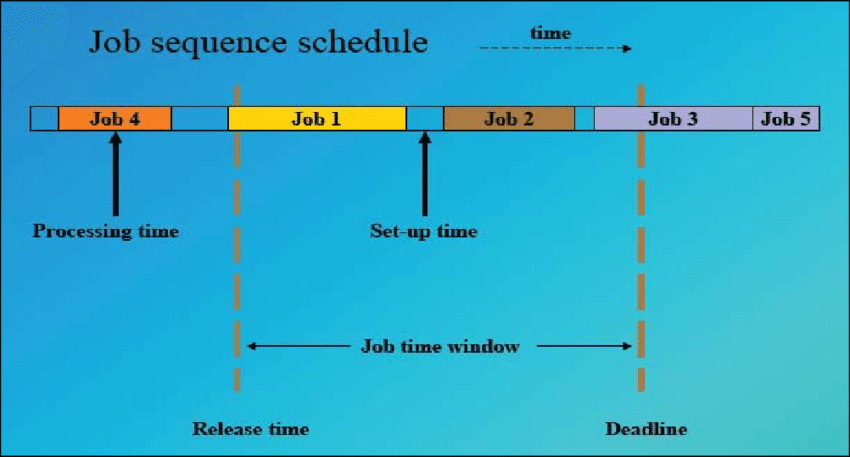 Job sequence schedule
time
Job 4
Job 1
Job 2
Job 3
Job 5
Processing time
Set-up time
Job time window
Release time
Deadline